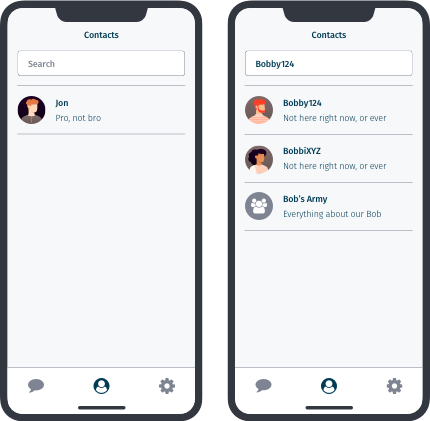 Contacts
Search
Jon
Pro, not bro
Contacts
Bobby124
Bobby124
Not here right now, or ever
BobbiXYZ
Not here right now, or ever
Bob's Army
Everything about our Bob